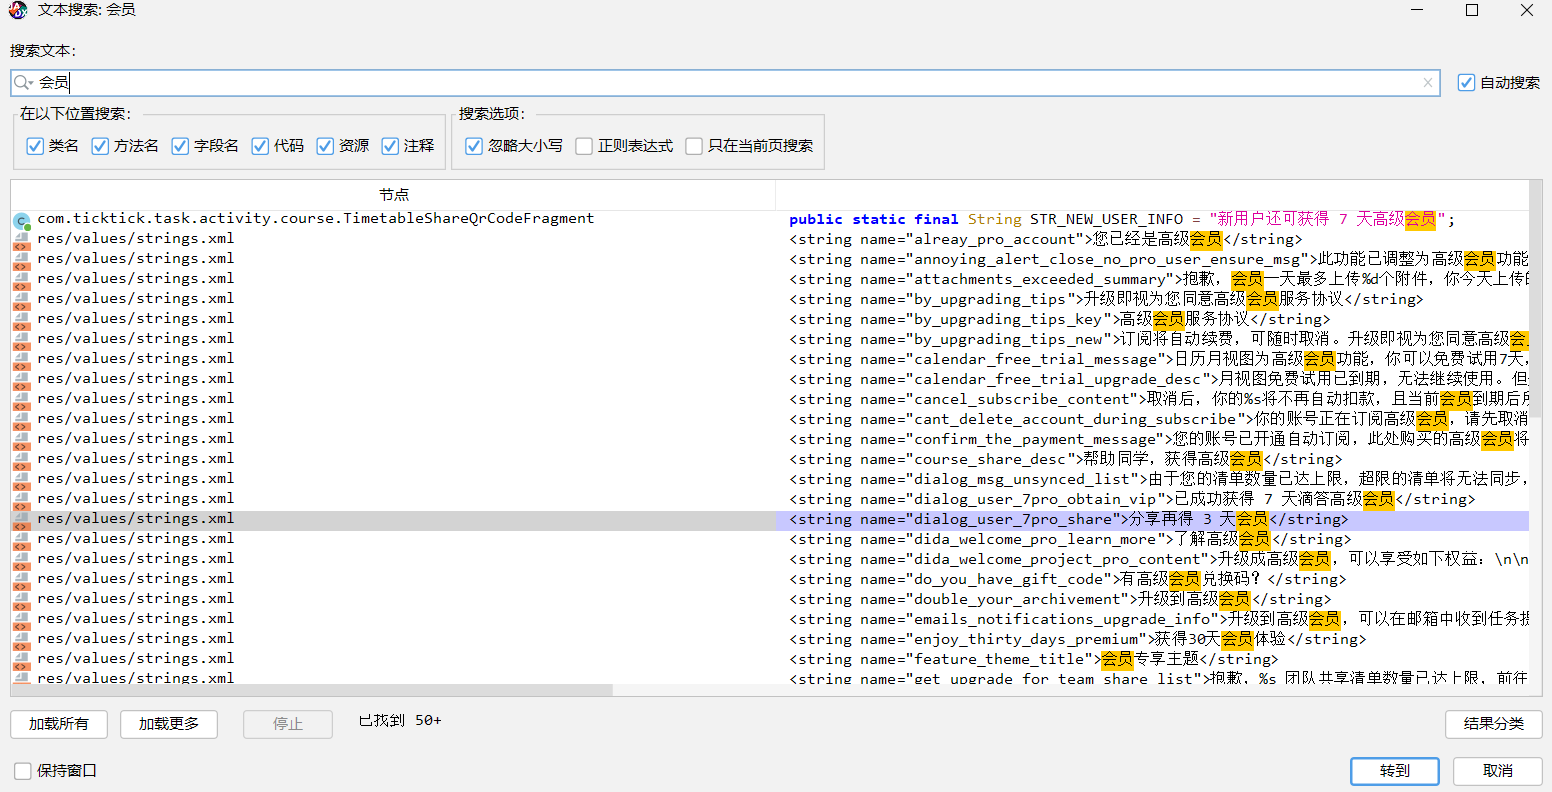 文本搜索: 会员
搜索文本:
会员
自动搜索
在以下位置搜索:
搜索选项:
类名 方法名 字段名 代码 资源 注释
忽略大小写 正则表达式 只在当前页搜索
节点
com.ticktick.task.activity.course.TimetableShareQrCodeFragment public static final String STR_NEW_USER_INFO = "新用户还可获得 7 天高级会员";
res/values/strings.xml <string name="alreay_pro_account">您已经是高级会员</string>
res/values/strings.xml <string name="annoying_alert_close_no_pro_user_ensure_msg">此功能已调整为高级会员功能
res/values/strings.xml <string name="attachments_exceeded_summary">抱歉，会员一天最多上传%d个附件，你今天上传的
res/values/strings.xml <string name="by_upgrading_tips">升级即视为您同意高级会员服务协议</string>
res/values/strings.xml <string name="by_upgrading_tips_key">高级会员服务协议</string>
res/values/strings.xml <string name="by_upgrading_tips_new">订阅将自动续费，可随时取消。升级即视为您同意高级会
res/values/strings.xml <string name="calendar_free_trial_message">日历月视图为高级会员功能，你可以免费试用7天，
res/values/strings.xml <string name="calendar_free_trial_upgrade_desc">月视图免费试用已到期，无法继续使用。但
res/values/strings.xml <string name="cancel_subscribe_content">取消后，你的%s将不再自动扣款，且当前会员到期后所
res/values/strings.xml <string name="cant_delete_account_during_subscribe">你的账号正在订阅高级会员，请先取消
res/values/strings.xml <string name="confirm_the_payment_message">您的账号已开通自动订阅，此处购买的高级会员将
res/values/strings.xml <string name="course_share_desc">帮助同学，获得高级会员</string>
res/values/strings.xml <string name="dialog_msg_unsynced_list">由于您的清单数量已达上限，超限的清单将无法同步，
res/values/strings.xml <string name="dialog_user_7pro_obtain_vip">已成功获得 7 天滴答高级会员</string>
res/values/strings.xml <string name="dialog_user_7pro_share">分享再得 3 天会员</string>
res/values/strings.xml <string name="dida_welcome_pro_learn_more">了解高级会员</string>
res/values/strings.xml <string name="dida_welcome_project_pro_content">升级成高级会员，可以享受如下权益：\n\n
res/values/strings.xml <string name="do_you_have_gift_code">有高级会员兑换码？</string>
res/values/strings.xml <string name="double_your_archivement">升级到高级会员</string>
res/values/strings.xml <string name="emails_notifications_upgrade_info">升级到高级会员，可以在邮箱中收到任务提
res/values/strings.xml <string name="enjoy_thirty_days_premium">获得30天会员体验</string>
res/values/strings.xml <string name="feature_theme_title">会员专享主题</string>
res/values/strings.xml <string name="get_upgrade_for_team_share_list">抱歉，%s 团队共享清单数量已达上限，前往
加载所有 加载更多 停止 已找到 50+ 结果分类
保持窗口 转到 取消